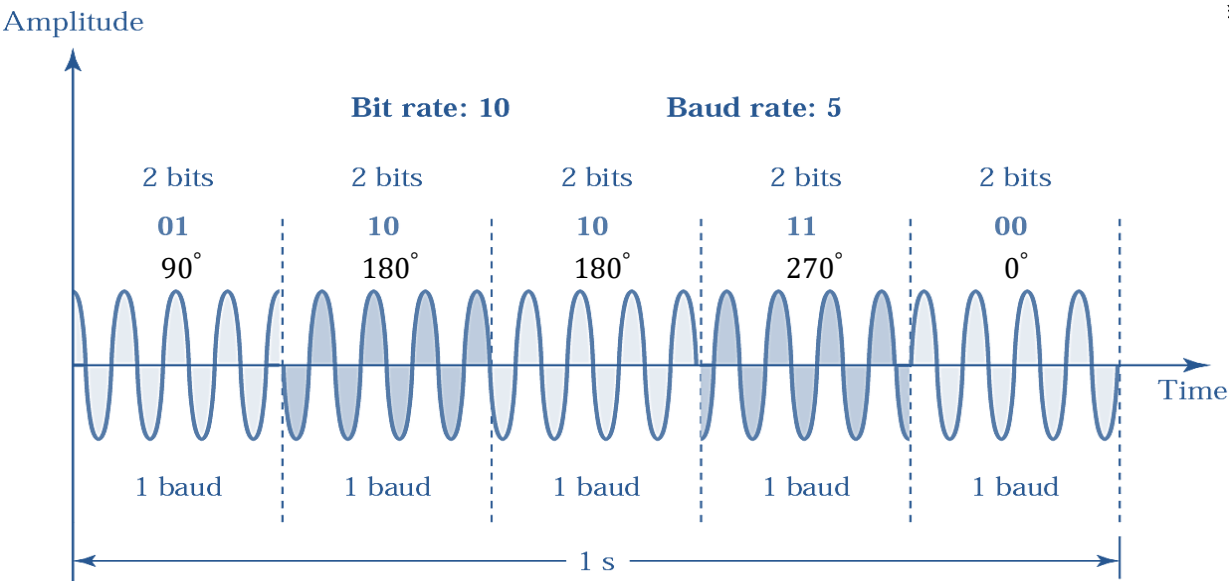 Amplitude
Bit rate: 10 Baud rate: 5
2 bits 2 bits 2 bits 2 bits 2 bits
01 10 10 11 00
90° 180° 180° 270° 0°
Time
1 baud 1 baud 1 baud 1 baud 1 baud
1 s